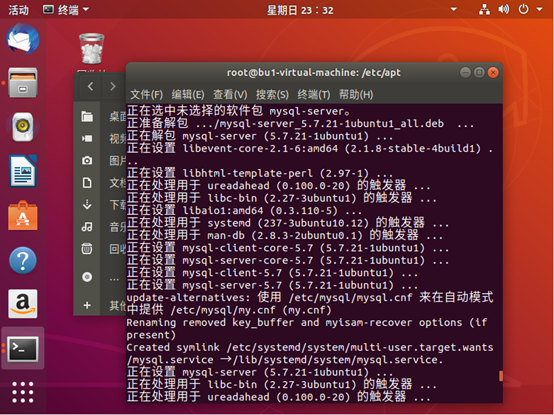 活动
终端
星期日 23：32
root@bu1-virtual-machine: /etc/apt
文件(F) 编辑(E) 查看(V) 搜索(S) 终端(T) 帮助(H)
桌面
视频
图片
文档
下载
音乐
回收
...
其他
正在选中未选择的软件包 mysql-server。
正准备解包 .../mysql-server_5.7.21-1ubuntu1_all.deb ...
正在解包 mysql-server (5.7.21-1ubuntu1) ...
正在设置 libevent-core-2.1-6:amd64 (2.1.8-stable-4build1) .
..
正在设置 libhtml-template-perl (2.97-1) ...
正在处理用于 ureadahead (0.100.0-20) 的触发器 ...
正在处理用于 libc-bin (2.27-3ubuntu1) 的触发器 ...
正在设置 libaio1:amd64 (0.3.110-5) ...
正在处理用于 systemd (237-3ubuntu10.12) 的触发器 ...
正在处理用于 man-db (2.8.3-2ubuntu0.1) 的触发器 ...
正在设置 mysql-client-core-5.7 (5.7.21-1ubuntu1) ...
正在设置 mysql-server-core-5.7 (5.7.21-1ubuntu1) ...
正在设置 mysql-client-5.7 (5.7.21-1ubuntu1) ...
正在设置 mysql-server-5.7 (5.7.21-1ubuntu1) ...
update-alternatives: 使用 /etc/mysql/mysql.cnf 来在自动模式
中提供 /etc/mysql/my.cnf (my.cnf)
Renaming removed key_buffer and myisam-recover options (if
present)
Created symlink /etc/systemd/system/multi-user.target.wants
/mysql.service →/lib/systemd/system/mysql.service.
正在设置 mysql-server (5.7.21-1ubuntu1) ...
正在处理用于 libc-bin (2.27-3ubuntu1) 的触发器 ...
正在处理用于 ureadahead (0.100.0-20) 的触发器 ...